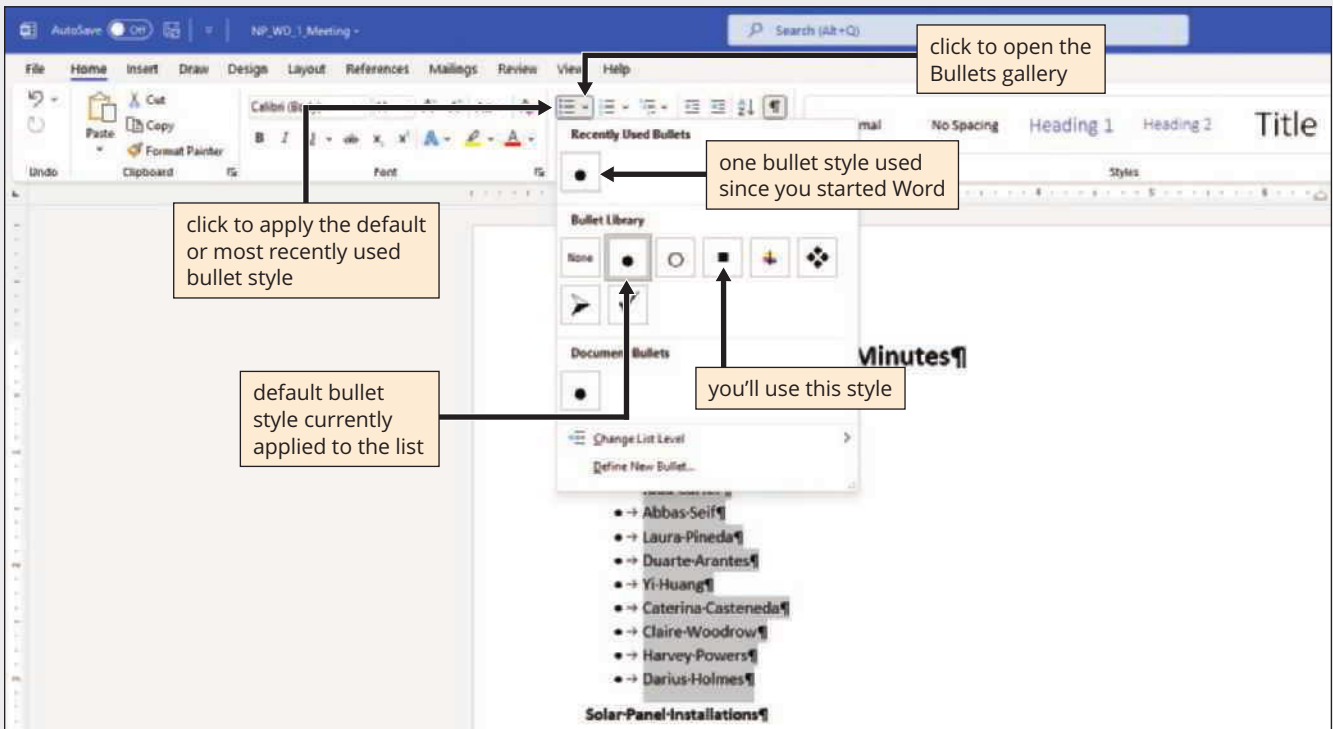 AutoSave Off NP_WD_1_Meeting Search (Alt+Q)
click to open the
Bullets gallery
File Home Insert Draw Design Layout References Mailings Review View Help
Cut
Copy
Format Painter
Paste
Calibri
No Spacing Heading 1 Heading 2 Title
Undo Clipboard Font Styles
Recently Used Bullets
one bullet style used
since you started Word
click to apply the default
or most recently used
bullet style
Bullet Library
None
Document Bullets
Minutes¶
you'll use this style
default bullet
style currently
applied to the list
Change List Level
Define New Bullet...
●→Abbas·Seif¶
●→Laura·Pineda¶
●→Duarte·Arantes¶
●→Yi·Huang¶
●→Caterina·Casteneda¶
●→Claire·Woodrow¶
●→Harvey·Powers¶
●→Darius·Holmes¶
Solar·Panel·Installations¶